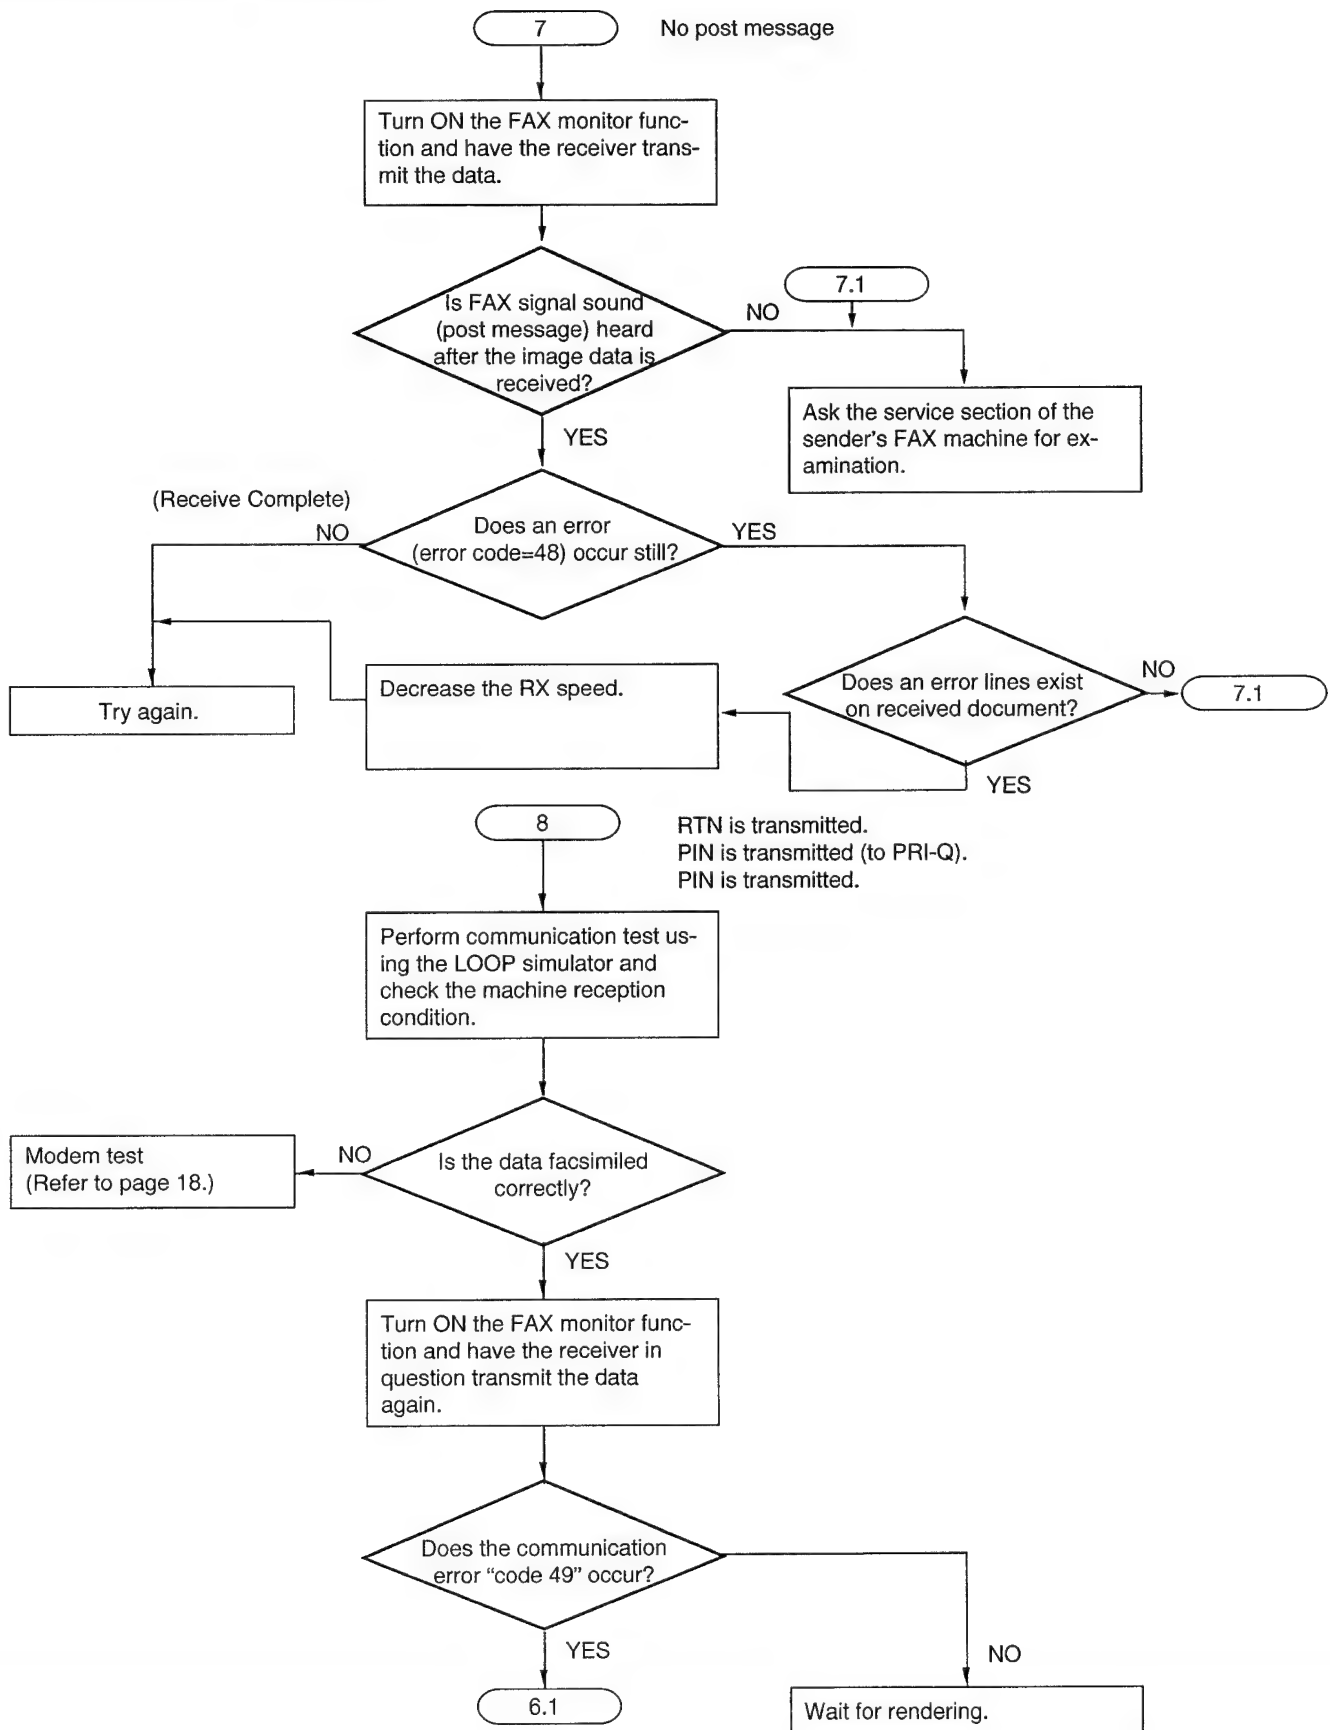 7
No post message
Turn ON the FAX monitor func-
tion and have the receiver trans-
mit the data.
7.1
Is FAX signal sound
(post message) heard
after the image data is
received?
NO
Ask the service section of the
sender's FAX machine for ex-
amination.
YES
(Receive Complete)
NO
Does an error
(error code=48) occur still?
YES
Does an error lines exist
on received document?
NO
7.1
Decrease the RX speed.
Try again.
YES
8
RTN is transmitted.
PIN is transmitted (to PRI-Q).
PIN is transmitted.
Perform communication test us-
ing the LOOP simulator and
check the machine reception
condition.
Modem test
(Refer to page 18.)
NO
Is the data facsimiled
correctly?
YES
Turn ON the FAX monitor func-
tion and have the receiver in
question transmit the data
again.
Does the communication
error “code 49” occur?
YES
NO
6.1
Wait for rendering.